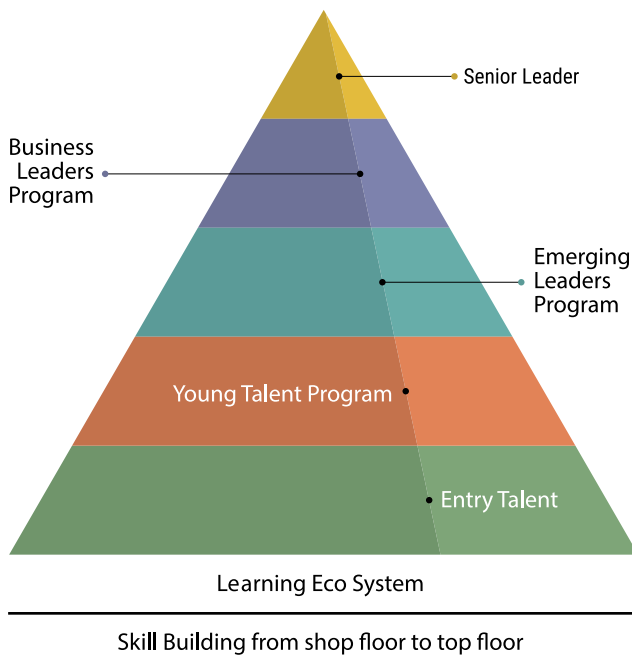 Senior Leader
Business
Leaders
Program
Emerging
Leaders
Program
Young Talent Program
Entry Talent
Learning Eco System
Skill Building from shop floor to top floor